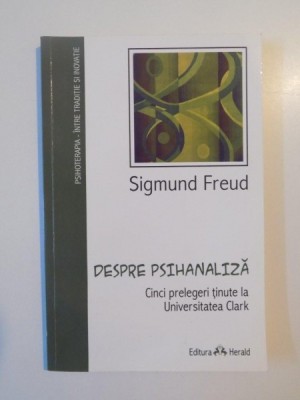 PSIHOTERAPIA - ÎNTRE TRADIȚIE ȘI INOVAȚIE
Sigmund Freud
DESPRE PSIHANALIZĂ
Cinci prelegeri ținute la
Universitatea Clark
Editura Herald